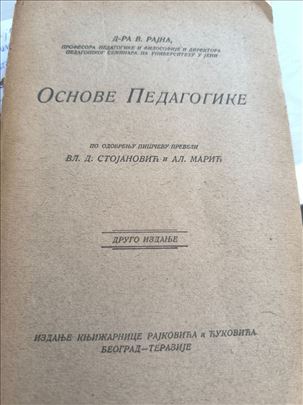 Д-РА В. РАЈНА,
ПРОФЕСОРА ПЕДАГОГИКЕ И ФИЛОСОФИЈЕ И ДИРЕКТОРА
ПЕДАГОШКОГ СЕМИНАРА НА УНИВЕРСИТЕТУ У ЈЕНИ
ОСНОВЕ ПЕДАГОГИКЕ
ПО ОДОБРЕЊУ ПИШЧЕВУ ПРЕВЕЛИ
ВЛ. Д. СТОЈАНОВИЋ И АЛ. МАРИЋ
ДРУГО ИЗДАЊЕ
ИЗДАЊЕ КЊИЖАРНИЦЕ РАЈКОВИЋА и ЋУКОВИЋА
БЕОГРАД—ТЕРАЗИЈЕ